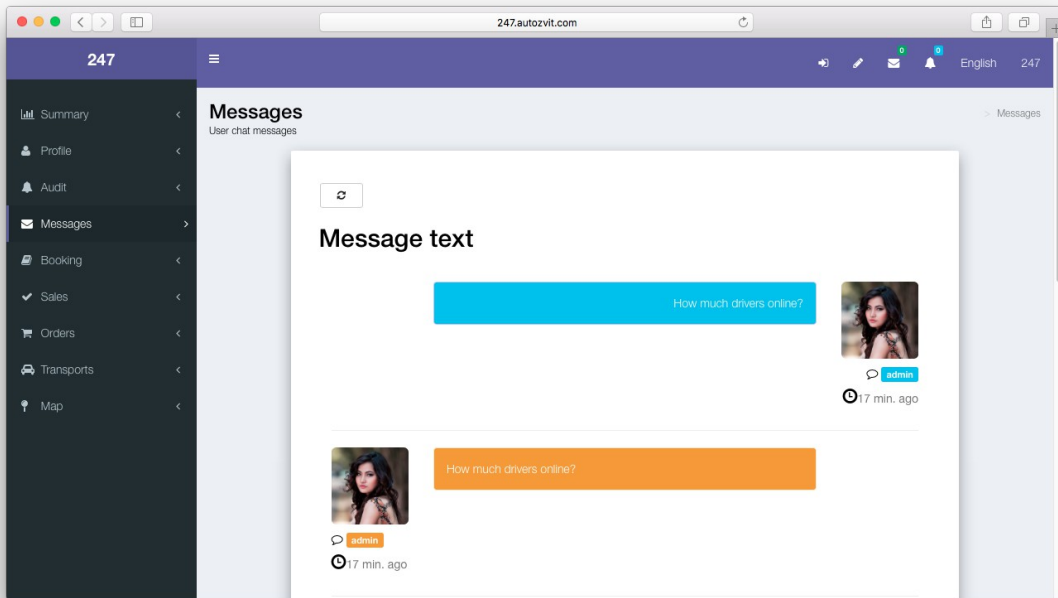 247.autozvit.com
247
0
0
English
247
Summary
Profile
Audit
Messages
Booking
Sales
Orders
Transports
Map
Messages
User chat messages
> Messages
Message text
How much drivers online?
admin
17 min. ago
How much drivers online?
admin
17 min. ago